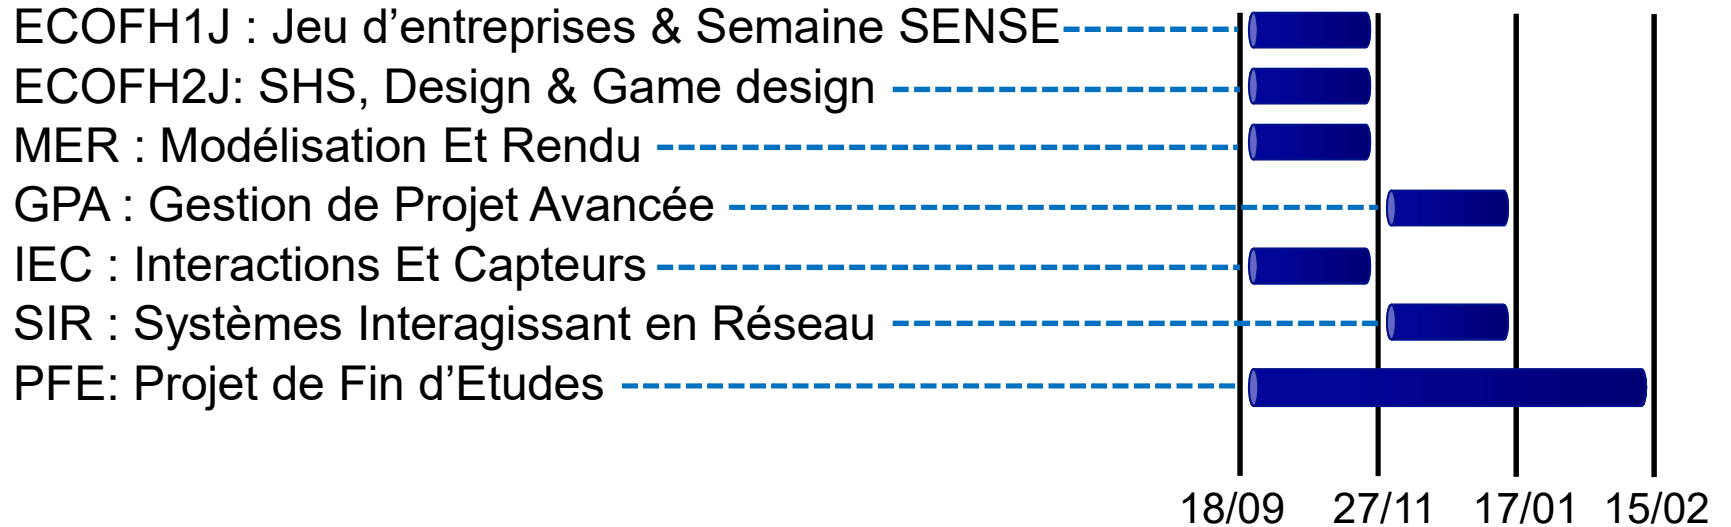 ECOFH1J : Jeu d’entreprises & Semaine SENSE
ECOFH2J: SHS, Design & Game design
MER : Modélisation Et Rendu
GPA : Gestion de Projet Avancée
IEC : Interactions Et Capteurs
SIR : Systèmes Interagissant en Réseau
PFE: Projet de Fin d’Etudes
18/09 27/11 17/01 15/02